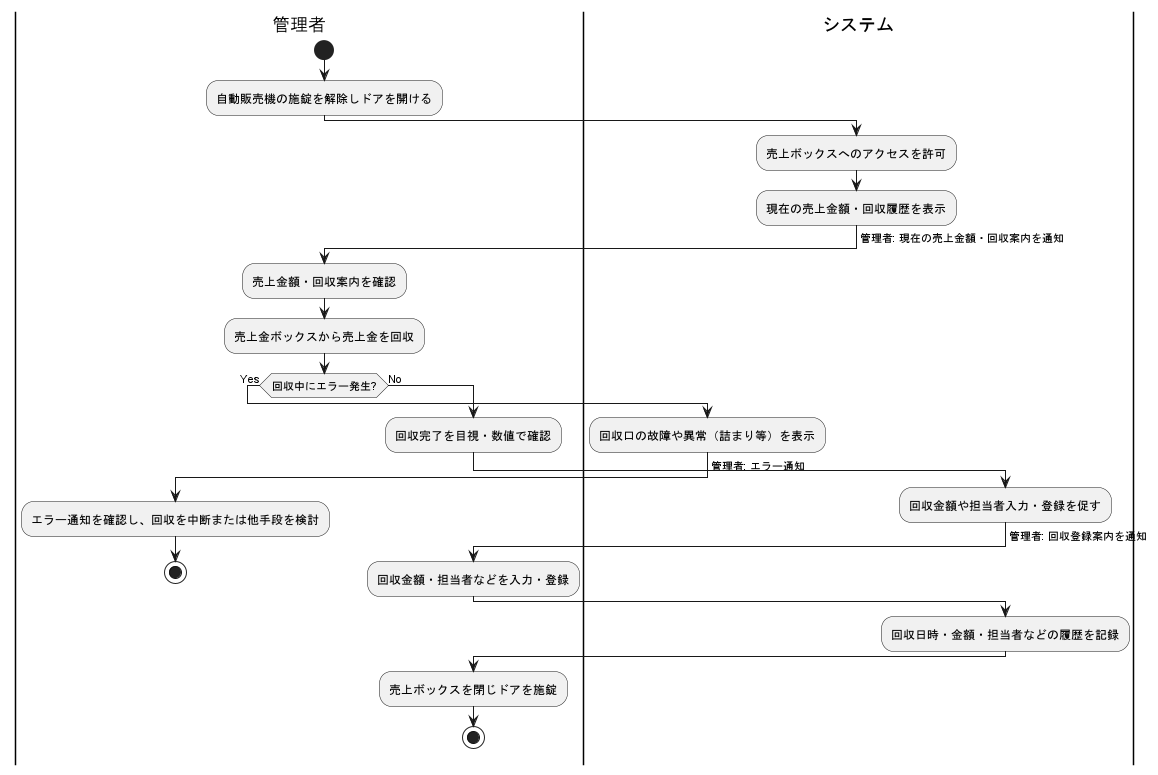 管理者
システム
自動販売機の施錠を解除しドアを開ける
売上ボックスへのアクセスを許可
現在の売上金額・回収履歴を表示
管理者: 現在の売上金額・回収案内を通知
売上金額・回収案内を確認
売上金ボックスから売上金を回収
Yes
回収中にエラー発生?
No
回収完了を目視・数値で確認
回収口の故障や異常（詰まり等）を表示
管理者: エラー通知
エラー通知を確認し、回収を中断または他手段を検討
回収金額や担当者入力・登録を促す
管理者: 回収登録案内を通知
回収金額・担当者などを入力・登録
回収日時・金額・担当者などの履歴を記録
売上ボックスを閉じドアを施錠